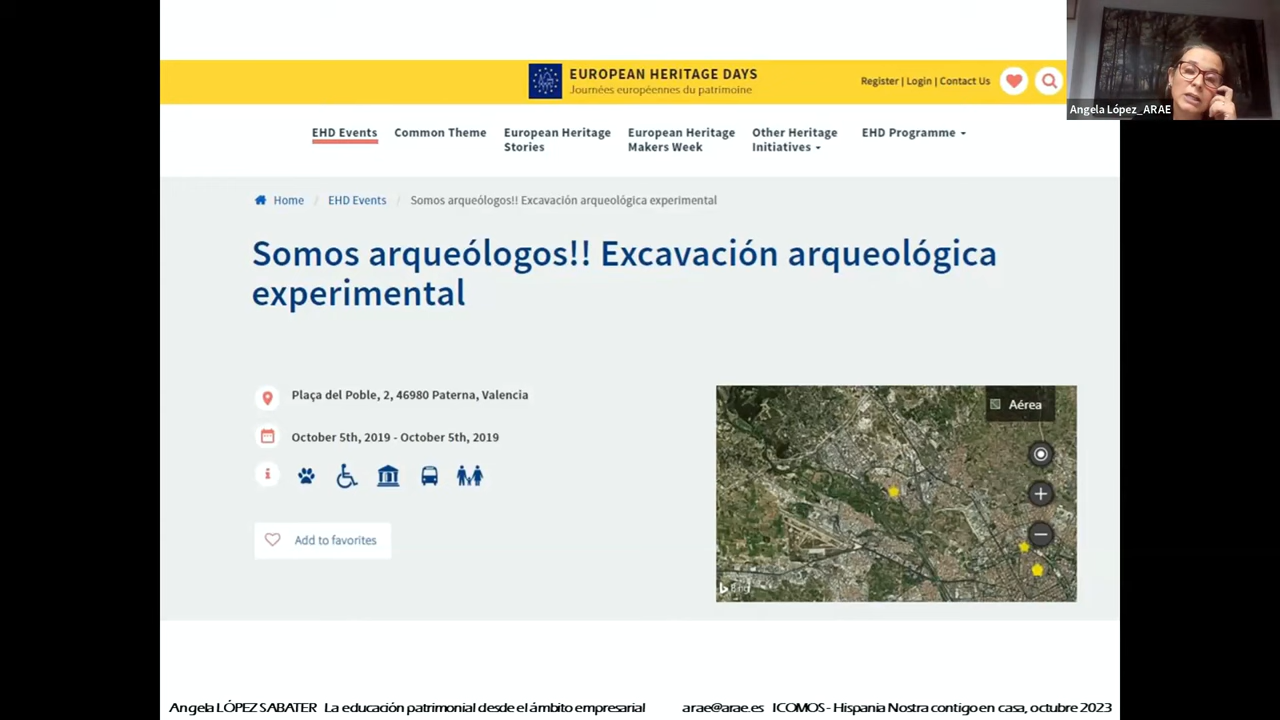 EUROPEAN HERITAGE DAYS
Journées européennes du patrimoine
Register | Login | Contact Us
Angela López_ARAE
EHD Events
Common Theme
European Heritage
Stories
European Heritage
Makers Week
Other Heritage
Initiatives
EHD Programme
Home / EHD Events / Somos arqueólogos!! Excavación arqueológica experimental
Somos arqueólogos!! Excavación arqueológica
experimental
Plaça del Poble, 2, 46980 Paterna, Valencia
October 5th, 2019 - October 5th, 2019
Add to favorites
Aérea
Bing
Angela LÓPEZ SABATER La educación patrimonial desde el ámbito empresarial arae@arae.es ICOMOS - Hispania Nostra contigo en casa, octubre 2023